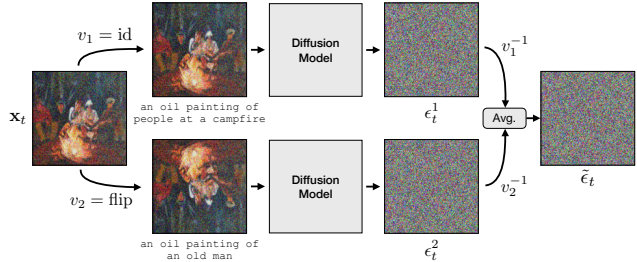 v₁ = id
Diffusion
Model
v₁⁻¹
an oil painting of
people at a campfire
ϵₜ¹
xₜ
Avg.
v₂ = flip
Diffusion
Model
v₂⁻¹
ϵ̃ₜ
an oil painting of
an old man
ϵₜ²